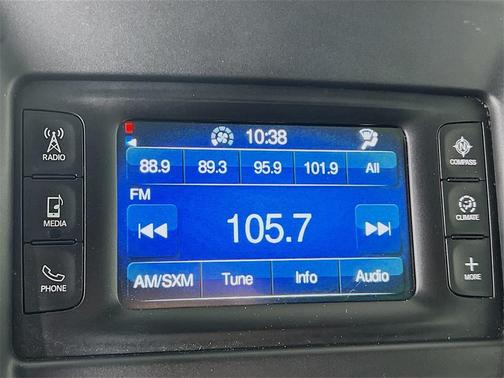 10:38
88.9 89.3 95.9 101.9 All
FM
105.7
AM/SXM Tune Info Audio
RADIO
MEDIA
PHONE
N
COMPASS
CLIMATE
MORE